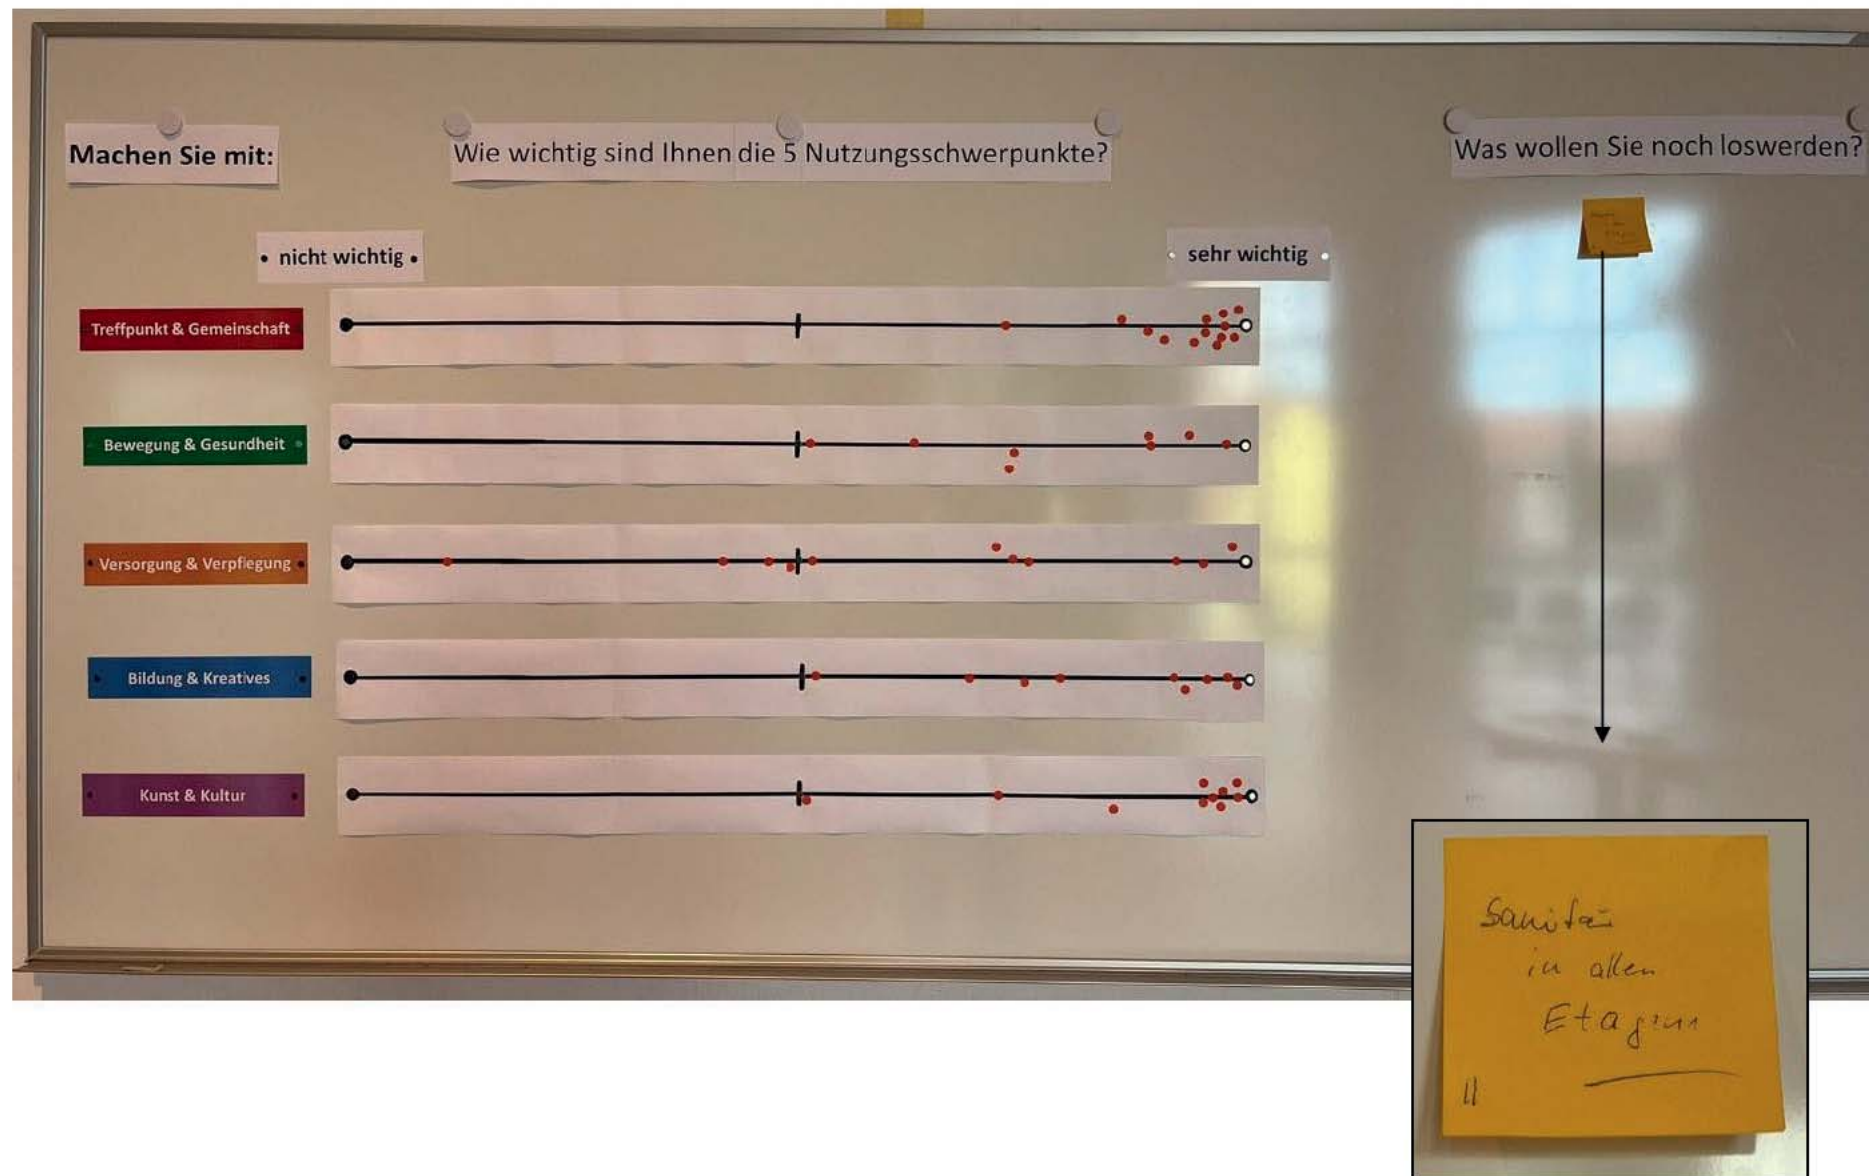 Machen Sie mit:
Wie wichtig sind Ihnen die 5 Nutzungsschwerpunkte?
Was wollen Sie noch loswerden?
nicht wichtig
sehr wichtig
Treffpunkt & Gemeinschaft
Bewegung & Gesundheit
Versorgung & Verpflegung
Bildung & Kreatives
Kunst & Kultur
Sanitär
in allen
Etagen